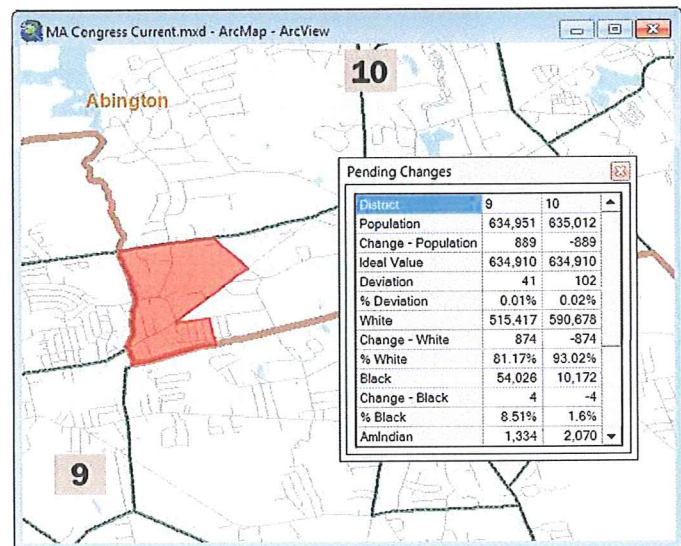 MA Congress Current.mxd - ArcMap - ArcView
10
Abington
Pending Changes
District 9 10
Population 634,951 635,012
Change - Population 889 -889
Ideal Value 634,910 634,910
Deviation 41 102
% Deviation 0.01% 0.02%
White 515,417 590,678
Change - White 874 -874
% White 81.17% 93.02%
Black 54,026 10,172
Change - Black 4 -4
% Black 8.51% 1.6%
AmIndian 1,334 2,070
9